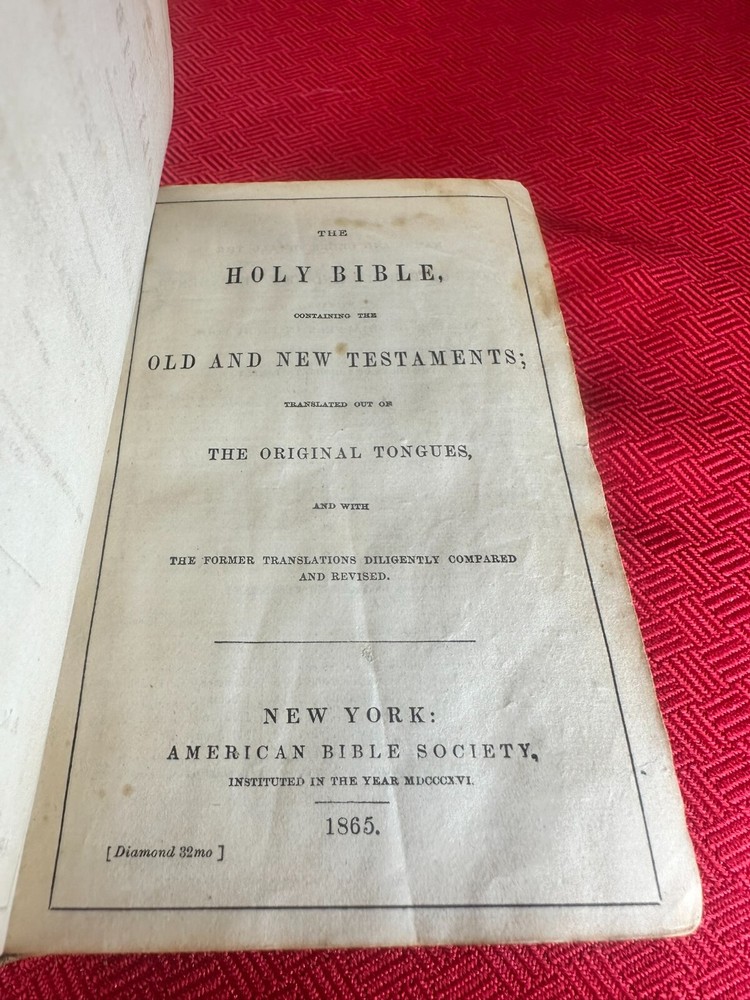 THE
HOLY BIBLE,
CONTAINING THE
OLD AND NEW TESTAMENTS;
TRANSLATED OUT OF
THE ORIGINAL TONGUES,
AND WITH
THE FORMER TRANSLATIONS DILIGENTLY COMPARED
AND REVISED.
NEW YORK:
AMERICAN BIBLE SOCIETY,
INSTITUTED IN THE YEAR MDCCCXVI.
1865.
[Diamond 32mo]